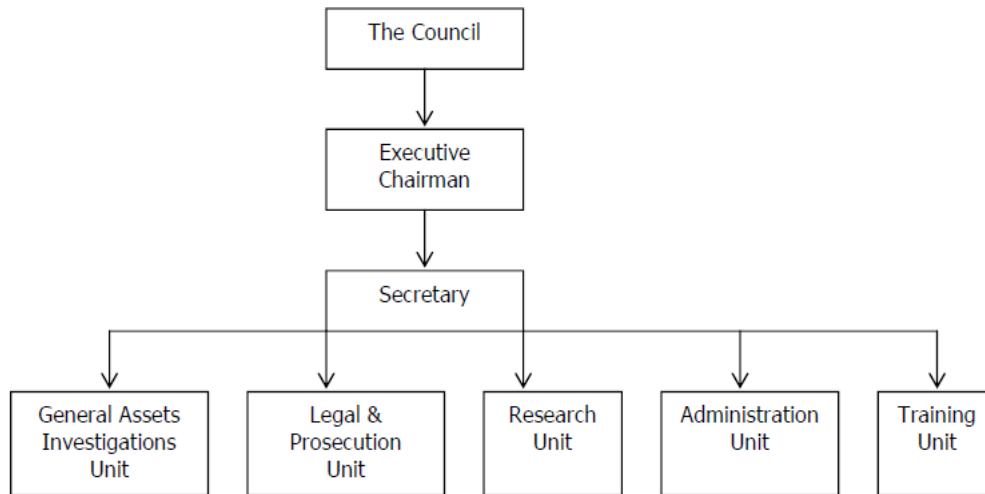 The Council
Executive
Chairman
Secretary
General Assets
Investigations
Unit
Legal &
Prosecution
Unit
Research
Unit
Administration
Unit
Training
Unit